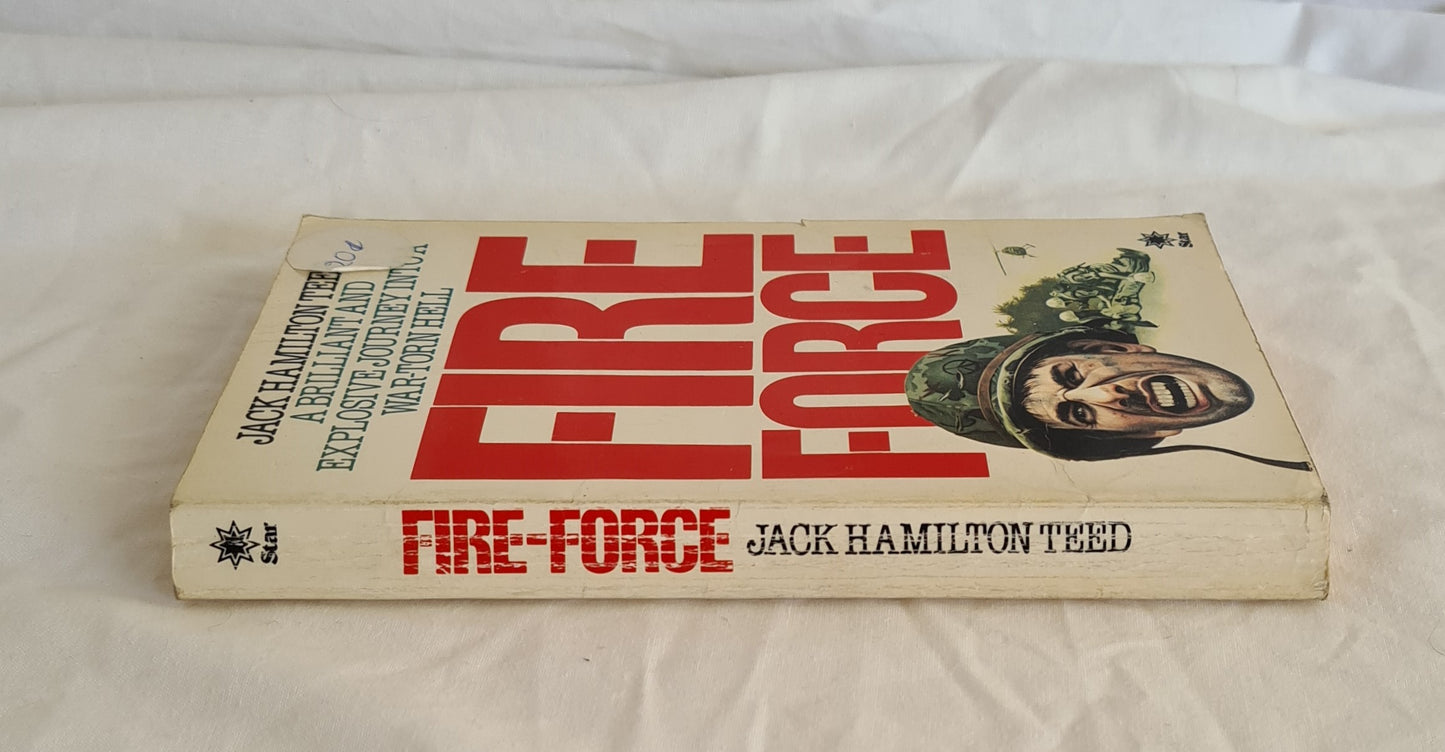 JACK HAMILTON TEED
A BRILLIANT AND
EXPLOSIVE JOURNEY INTO A
WAR-TORN HELL
FIRE
FORCE
Star
Star
FIRE-FORCE
JACK HAMILTON TEED